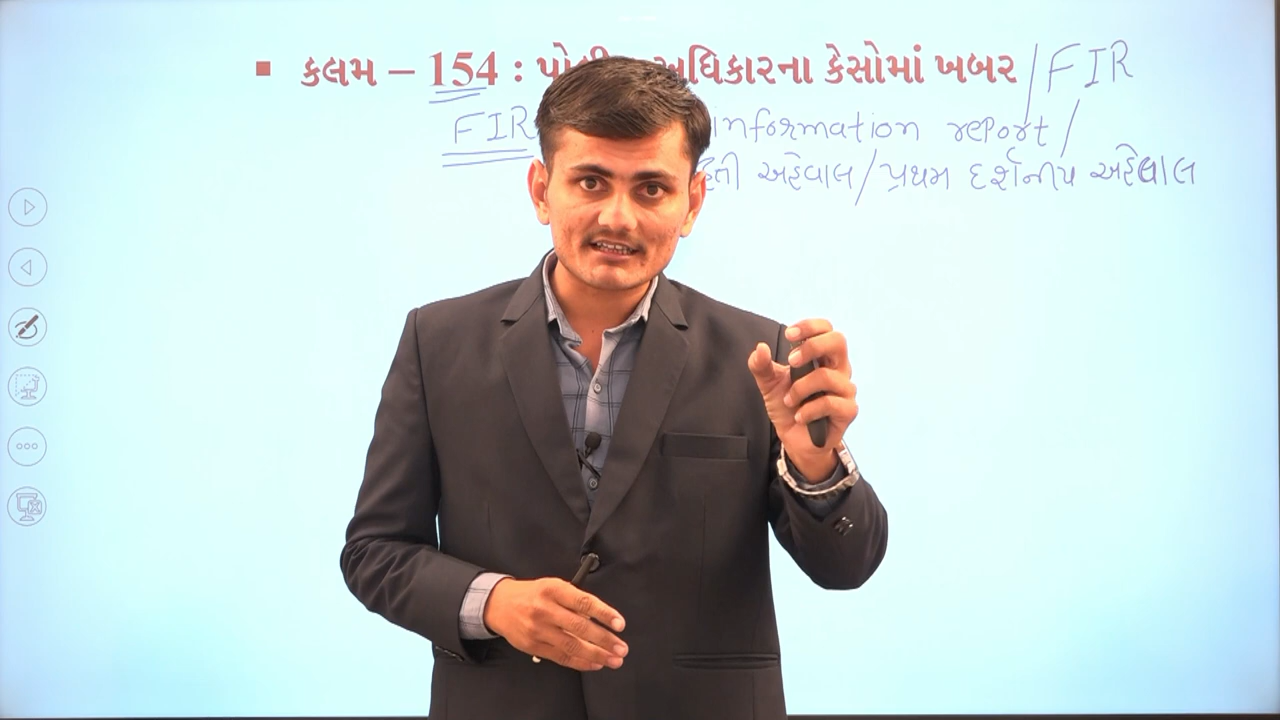 ▪ કલમ – 154 : અધિકારના કેસોમાં ખબર / FIR
FIR information report /
અહેવાલ / પ્રથમ દર્શનીય અહેવાલ